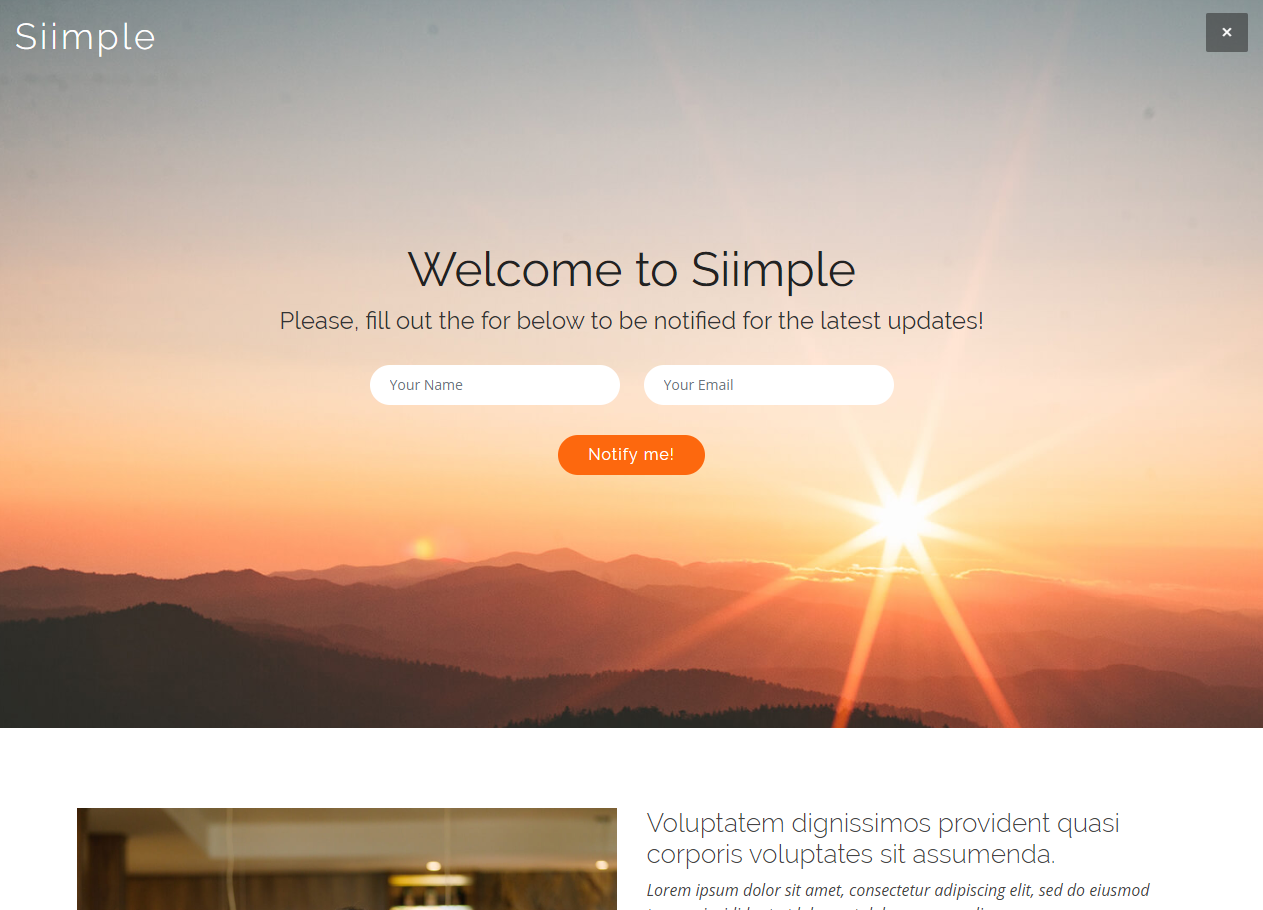 Siimple
×
Welcome to Siimple
Please, fill out the for below to be notified for the latest updates!
Your Name
Your Email
Notify me!
Voluptatem dignissimos provident quasi
corporis voluptates sit assumenda.
Lorem ipsum dolor sit amet, consectetur adipiscing elit, sed do eiusmod